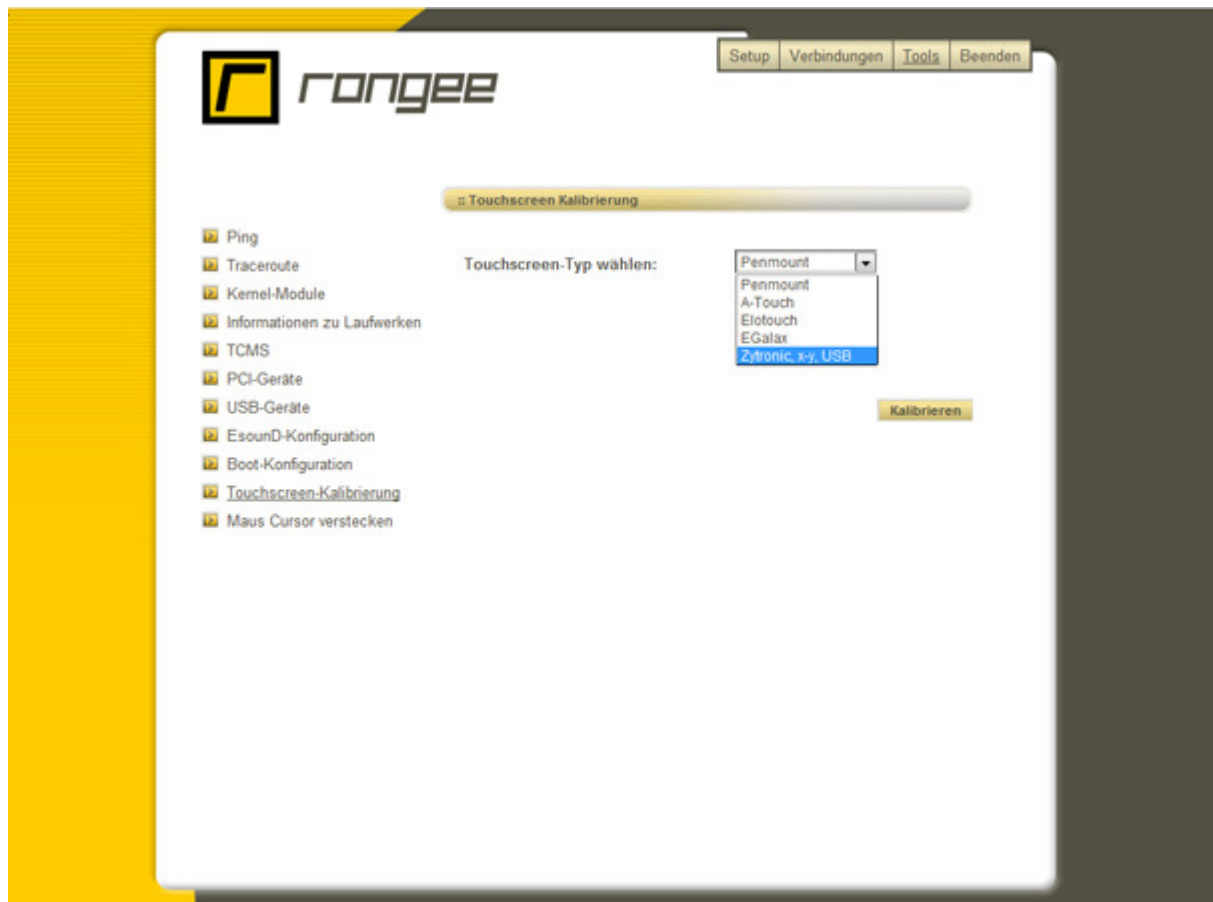 rangee
Setup Verbindungen Tools Beenden
:: Touchscreen Kalibrierung
Ping
Traceroute
Kernel-Module
Informationen zu Laufwerken
TCMS
PCI-Geräte
USB-Geräte
EsounD-Konfiguration
Boot-Konfiguration
Touchscreen-Kalibrierung
Maus Cursor verstecken
Touchscreen-Typ wählen:
Penmount
Penmount
A-Touch
Elotouch
EGalax
Zytronic, x-y, USB
Kalibrieren